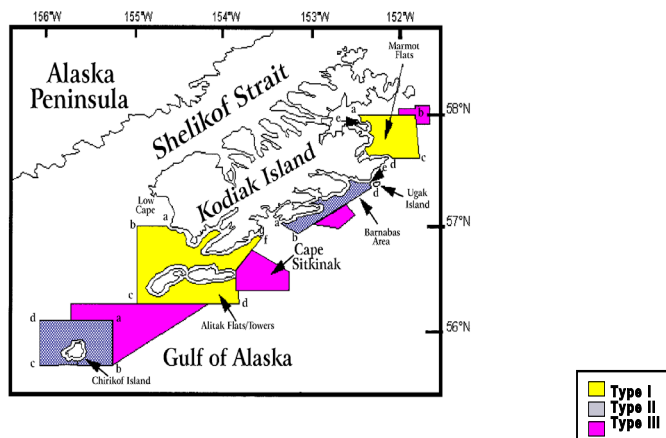 156°W 155°W 154°W 153°W 152°W
Marmot
Flats
Alaska
Peninsula
Shelikof Strait
58°N
a
b
e
c
d
Kodiak Island
e
d
Ugak
Island
Low
Cape
a
a
b
Barnabas
Area
57°N
b
f
Cape
Sitkinak
c
d
Alitak Flats/Towers
d
a
56°N
c
b
Chirikof Island
Gulf of Alaska
Type I
Type II
Type III